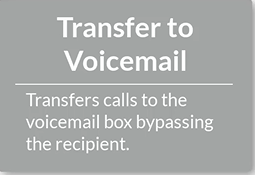 Transfer to
Voicemail
Transfers calls to the
voicemail box bypassing
the recipient.